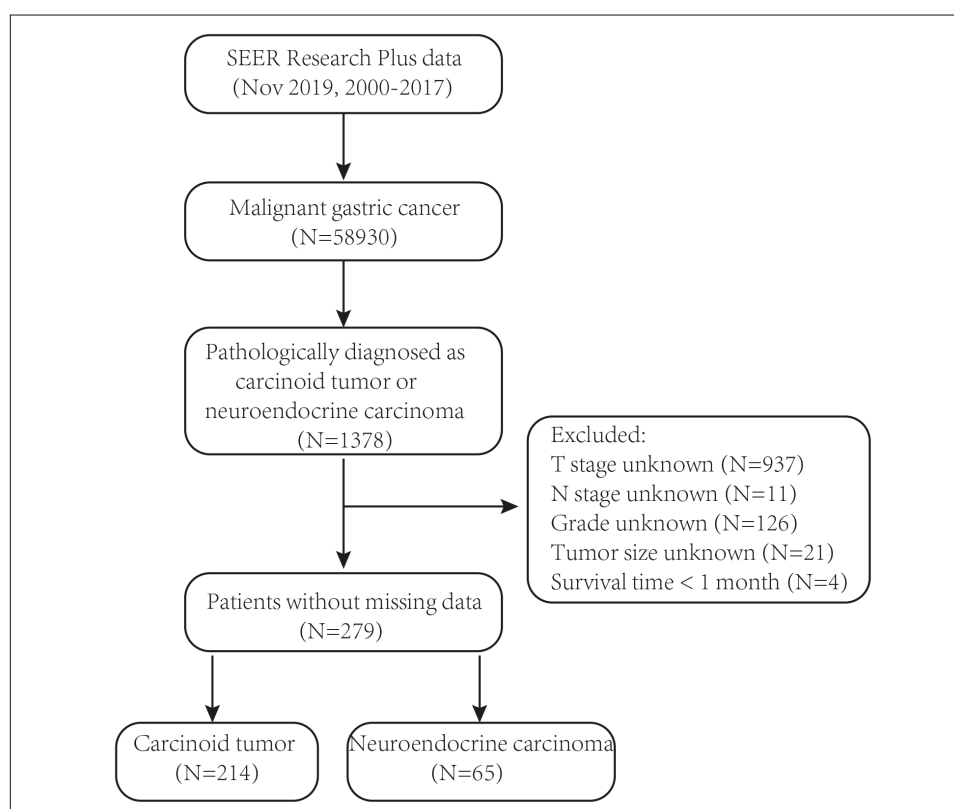 SEER Research Plus data
(Nov 2019, 2000-2017)
Malignant gastric cancer
(N=58930)
Pathologically diagnosed as
carcinoid tumor or
neuroendocrine carcinoma
(N=1378)
Excluded:
T stage unknown (N=937)
N stage unknown (N=11)
Grade unknown (N=126)
Tumor size unknown (N=21)
Survival time < 1 month (N=4)
Patients without missing data
(N=279)
Carcinoid tumor
(N=214)
Neuroendocrine carcinoma
(N=65)